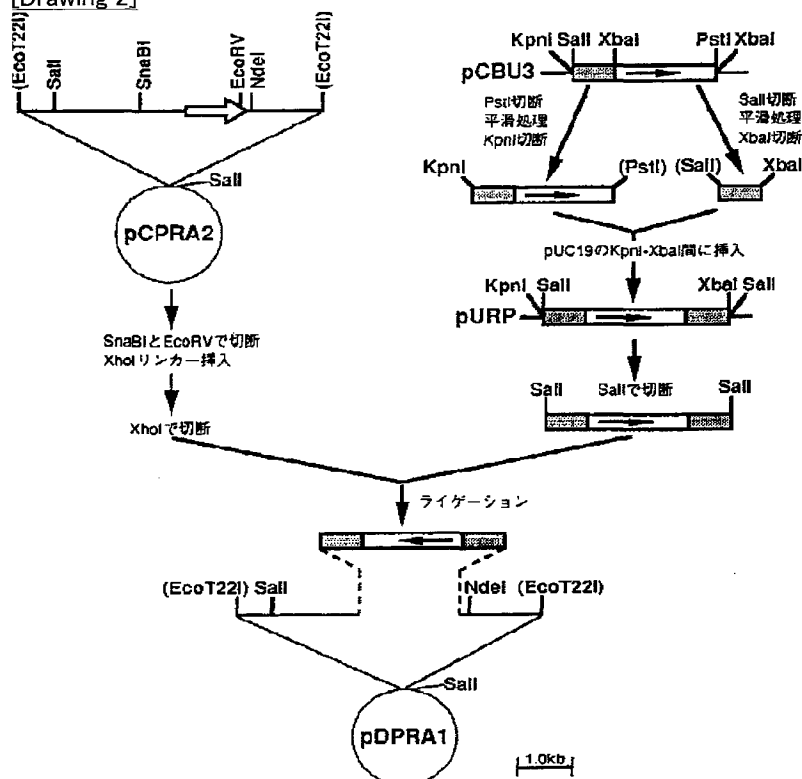 [Drawing 2]
(EcoT22I)
SalI
SnaBI
EcoRV
NdeI
(EcoT22I)
SalI
pCPRA2
SnaBIとEcoRVで切断
XhoIリンカー挿入
XhoIで切断
KpnI SalI XbaI PstI XbaI
pCBU3
PstI切断
平滑処理
KpnI切断
SalI切断
平滑処理
XbaI切断
KpnI (PstI) (SalI) XbaI
pUC19のKpnI-XbaI間に挿入
KpnI SalI XbaI SalI
pURP
SalI SalIで切断 SalI
ライゲーション
(EcoT22I) SalI NdeI (EcoT22I)
SalI
pDPRA1
1.0kb